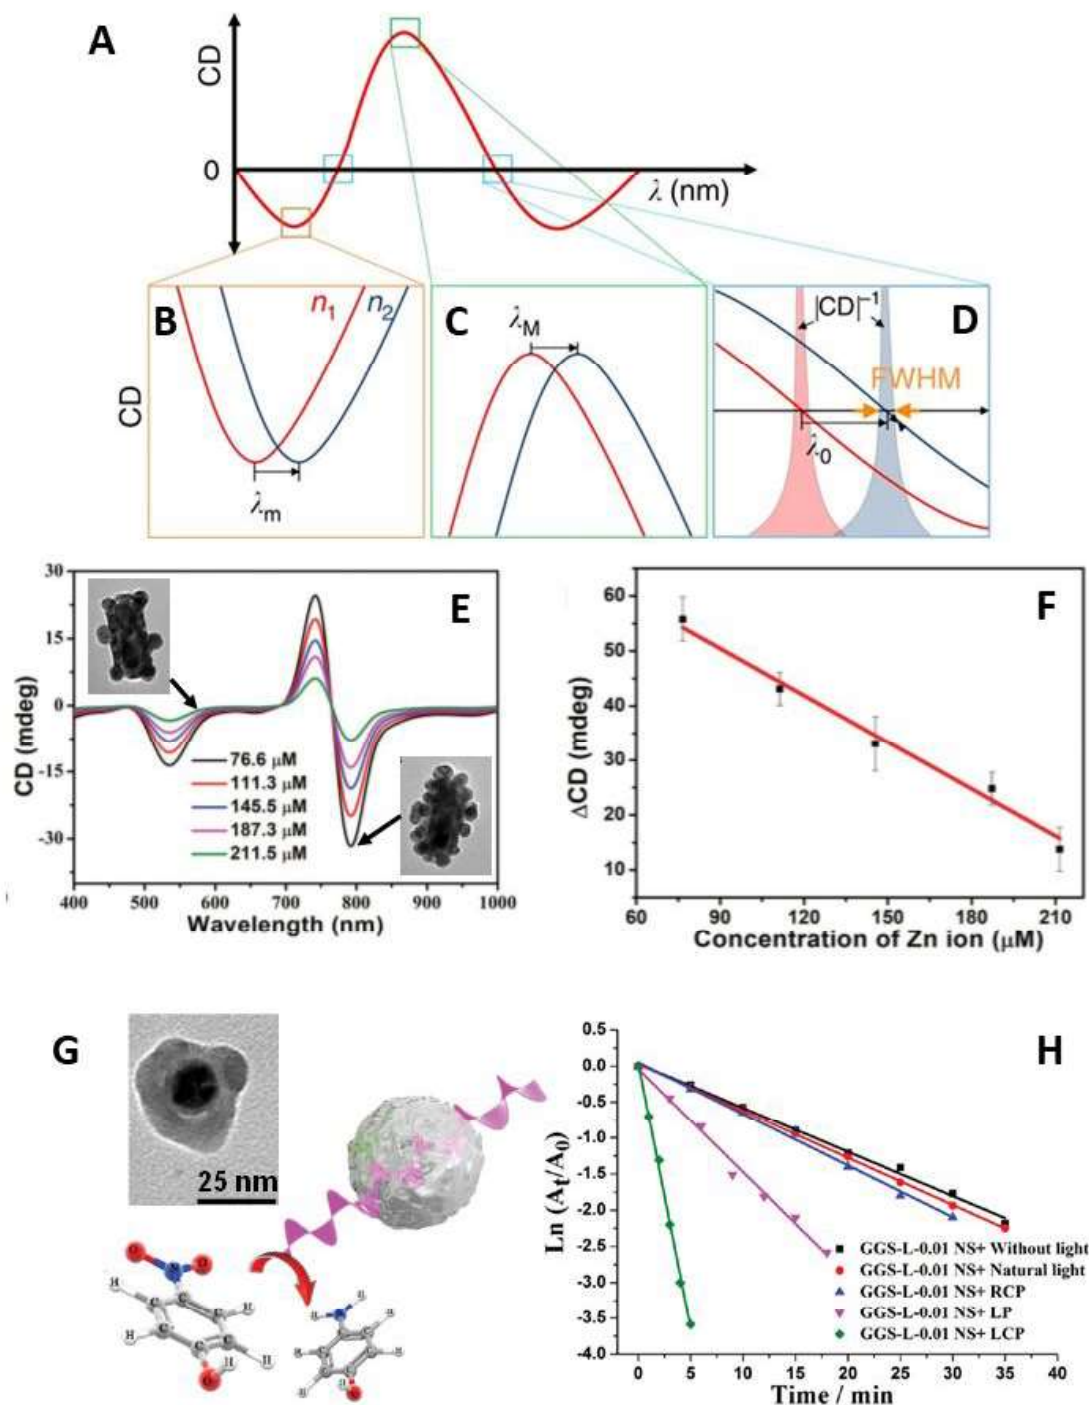 A
CD
0
λ (nm)
B
n1
n2
CD
λm
C
λM
D
|CD|⁻¹
FWHM
λ0
E
30
15
0
-15
-30
CD (mdeg)
76.6 μM
111.3 μM
145.5 μM
187.3 μM
211.5 μM
400 500 600 700 800 900 1000
Wavelength (nm)
F
60
50
40
30
20
10
ΔCD (mdeg)
60 90 120 150 180 210
Concentration of Zn ion (μM)
G
25 nm
O O
N
H C H
C C
C C
H C H
O H
H N H
H
0.5
0.0
-0.5
-1.0
-1.5
-2.0
-2.5
-3.0
-3.5
-4.0
Ln (At/A0)
GGS-L-0.01 NS+ Without light
GGS-L-0.01 NS+ Natural light
GGS-L-0.01 NS+ RCP
GGS-L-0.01 NS+ LP
GGS-L-0.01 NS+ LCP
0 5 10 15 20 25 30 35 40
Time / min